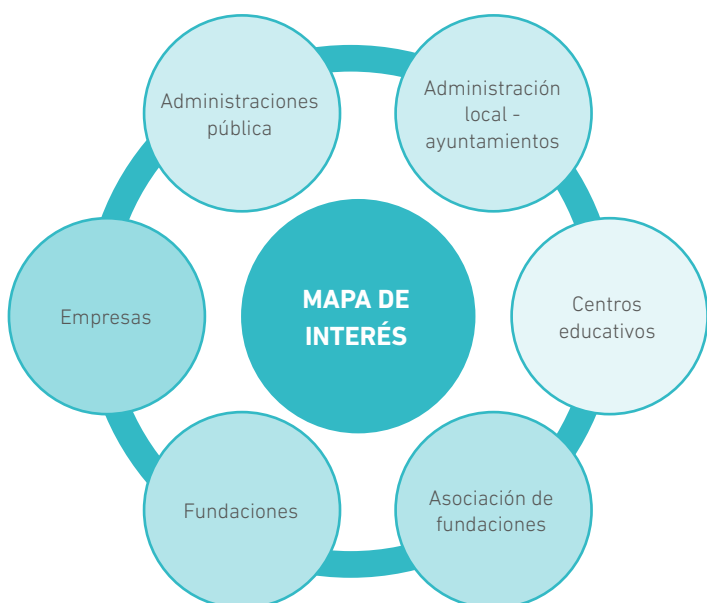 Administraciones
pública
Administración
local -
ayuntamientos
Empresas
MAPA DE
INTERÉS
Centros
educativos
Fundaciones
Asociación de
fundaciones